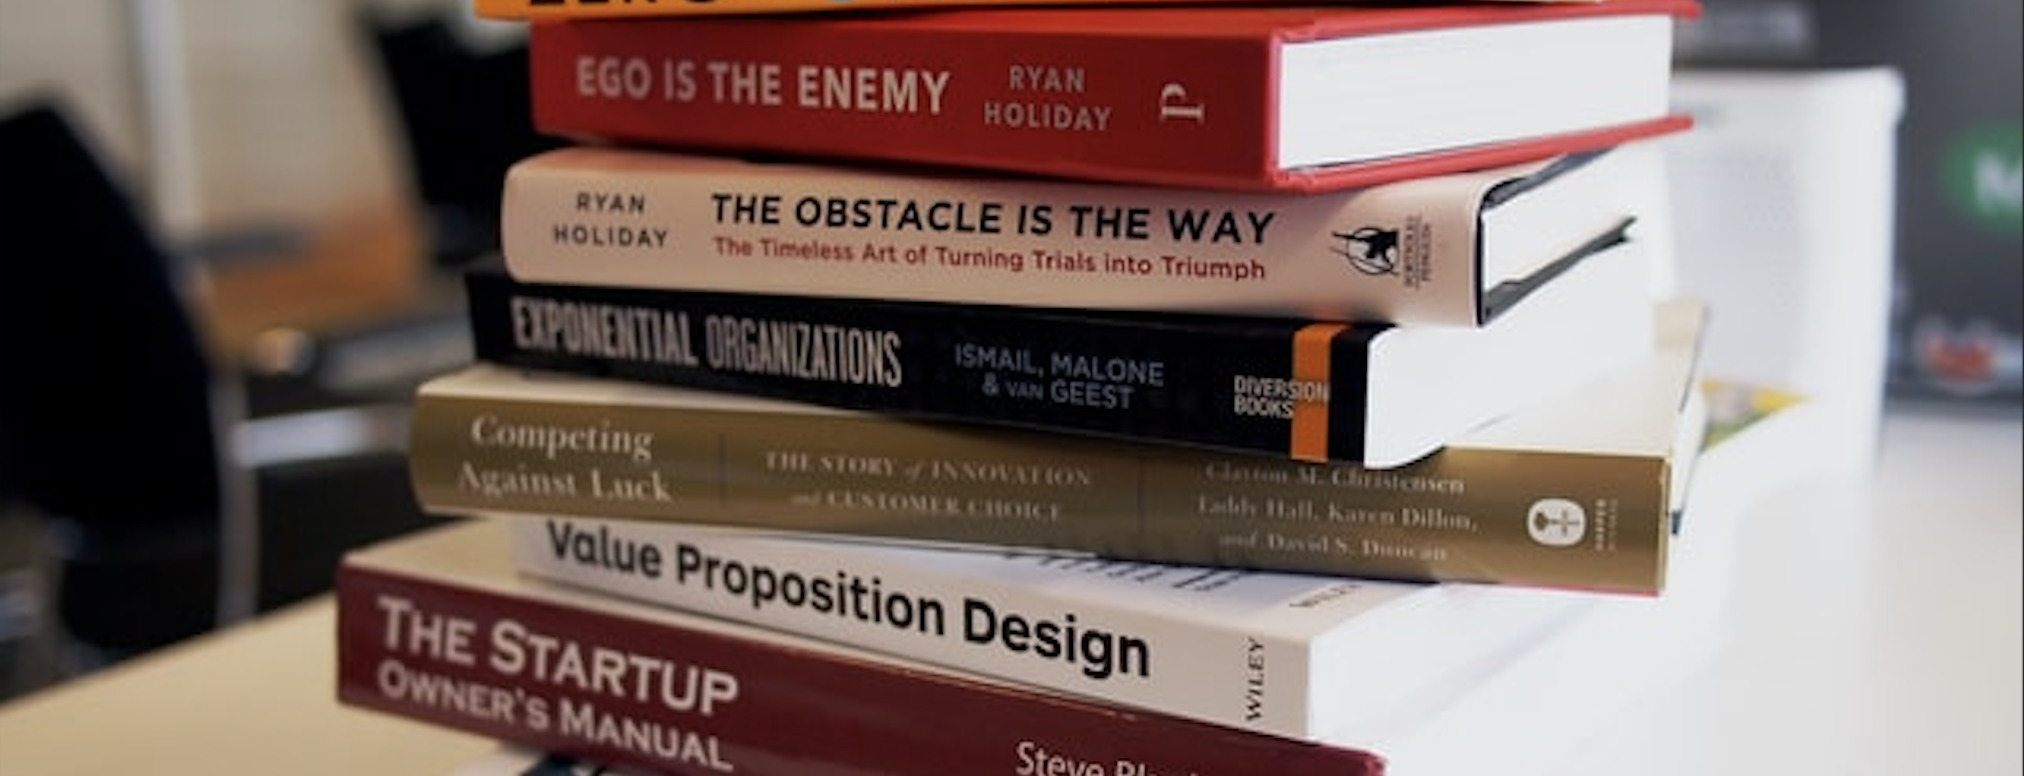 EGO IS THE ENEMY
RYAN
HOLIDAY
P
RYAN
HOLIDAY
THE OBSTACLE IS THE WAY
The Timeless Art of Turning Trials into Triumph
EXPONENTIAL ORGANIZATIONS
ISMAIL, MALONE
& VAN GEEST
DIVERSION
BOOKS
Competing
Against Luck
THE STORY of INNOVATION
and CUSTOMER CHOICE
Clayton M. Christensen
Taddy Hall, Karen Dillon,
and David S. Duncan
Value Proposition Design
WILEY
THE STARTUP
OWNER'S MANUAL
Steve